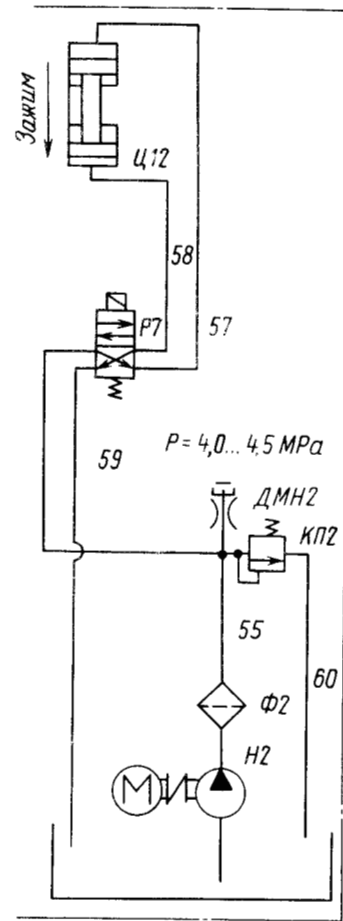 Зажим
Ц12
58
Р7
57
59
Р = 4,0... 4,5 МРа
ДМН2
КП2
55
60
Ф2
Н2
М